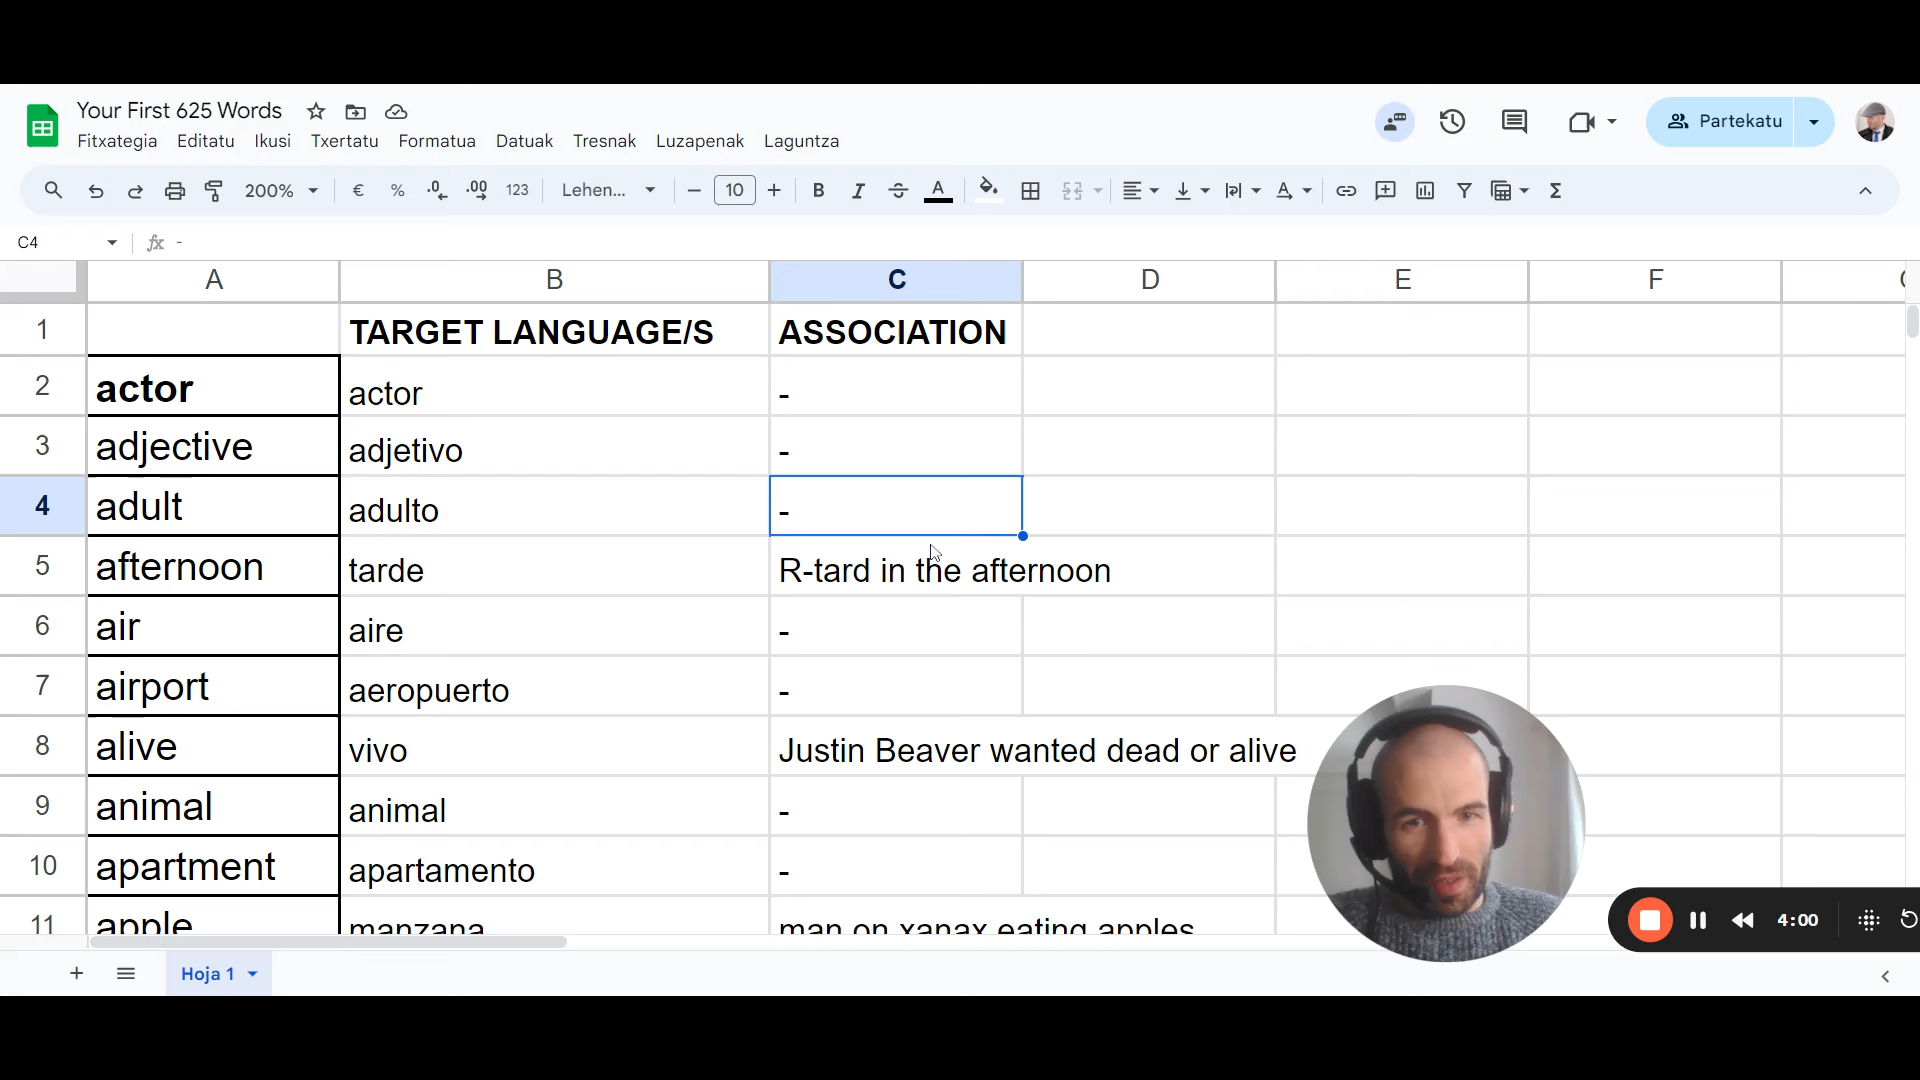 Your First 625 Words
Fitxategia Editatu Ikusi Txertatu Formatua Datuak Tresnak Luzapenak Laguntza
Partekatu
200% € % .0 .00 123 Lehen... 10 B I A
C4 fx -
A B C D E F
1 TARGET LANGUAGE/S ASSOCIATION
2 actor actor -
3 adjective adjetivo -
4 adult adulto -
5 afternoon tarde R-tard in the afternoon
6 air aire -
7 airport aeropuerto -
8 alive vivo Justin Beaver wanted dead or alive
9 animal animal -
10 apartment apartamento -
11 apple manzana man on xanax eating apples
4:00
Hoja 1